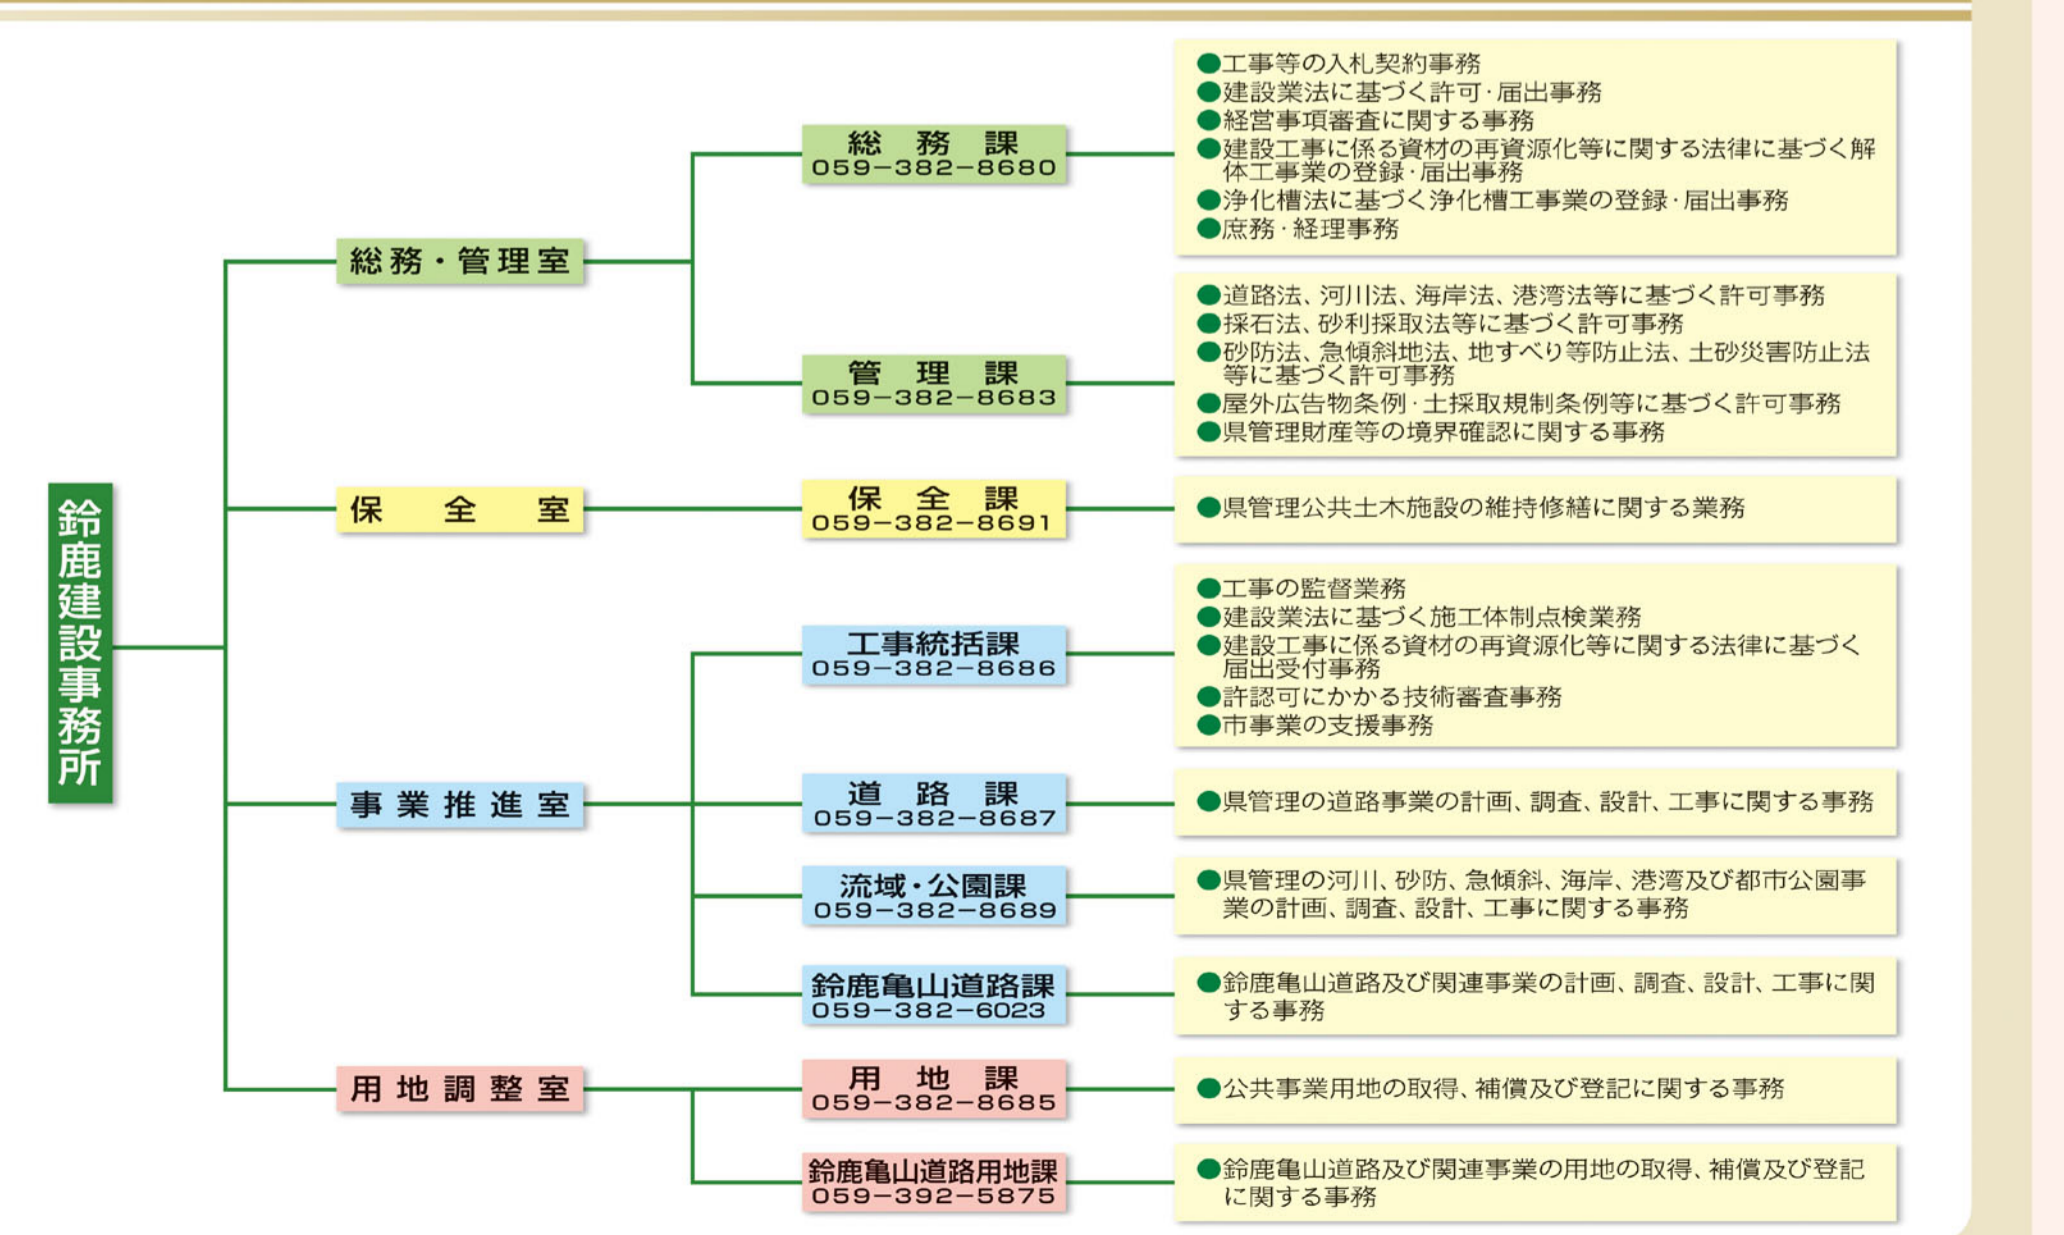 鈴鹿建設事務所
総務・管理室
総務課
059-382-8680
●工事等の入札契約事務
●建設業法に基づく許可・届出事務
●経営事項審査に関する事務
●建設工事に係る資材の再資源化等に関する法律に基づく解
体工事業の登録・届出事務
●浄化槽法に基づく浄化槽工事業の登録・届出事務
●庶務・経理事務
管理課
059-382-8683
●道路法、河川法、海岸法、港湾法等に基づく許可事務
●採石法、砂利採取法等に基づく許可事務
●砂防法、急傾斜地法、地すべり等防止法、土砂災害防止法
等に基づく許可事務
●屋外広告物条例・土採取規制条例等に基づく許可事務
●県管理財産等の境界確認に関する事務
保全室
保全課
059-382-8691
●県管理公共土木施設の維持修繕に関する業務
事業推進室
工事統括課
059-382-8686
●工事の監督業務
●建設業法に基づく施工体制点検業務
●建設工事に係る資材の再資源化等に関する法律に基づく
届出受付事務
●許認可にかかる技術審査事務
●市事業の支援事務
道路課
059-382-8687
●県管理の道路事業の計画、調査、設計、工事に関する事務
流域・公園課
059-382-8689
●県管理の河川、砂防、急傾斜、海岸、港湾及び都市公園事
業の計画、調査、設計、工事に関する事務
鈴鹿亀山道路課
059-382-6023
●鈴鹿亀山道路及び関連事業の計画、調査、設計、工事に関
する事務
用地調整室
用地課
059-382-8685
●公共事業用地の取得、補償及び登記に関する事務
鈴鹿亀山道路用地課
059-392-5875
●鈴鹿亀山道路及び関連事業の用地の取得、補償及び登記
に関する事務